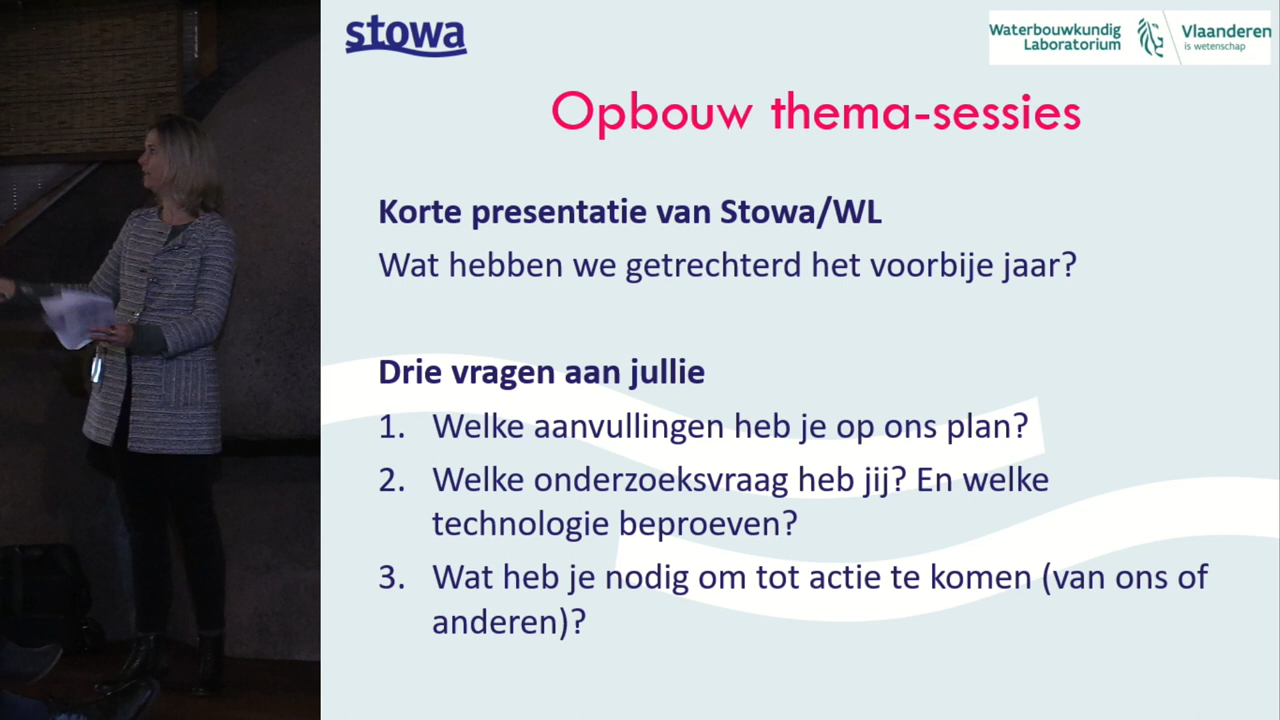 stowa
Waterbouwkundig
Laboratorium
Vlaanderen
is wetenschap
Opbouw thema-sessies
Korte presentatie van Stowa/WL
Wat hebben we getrechterd het voorbije jaar?
Drie vragen aan jullie
1. Welke aanvullingen heb je op ons plan?
2. Welke onderzoeksvraag heb jij? En welke
technologie beproeven?
3. Wat heb je nodig om tot actie te komen (van ons of
anderen)?